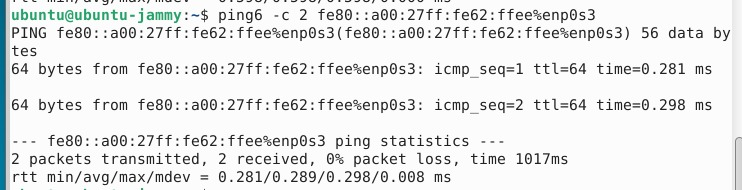 ubuntu@ubuntu-jammy:~$ ping6 -c 2 fe80::a00:27ff:fe62:ffee%enp0s3
PING fe80::a00:27ff:fe62:ffee%enp0s3(fe80::a00:27ff:fe62:ffee%enp0s3) 56 data by
tes
64 bytes from fe80::a00:27ff:fe62:ffee%enp0s3: icmp_seq=1 ttl=64 time=0.281 ms
64 bytes from fe80::a00:27ff:fe62:ffee%enp0s3: icmp_seq=2 ttl=64 time=0.298 ms
--- fe80::a00:27ff:fe62:ffee%enp0s3 ping statistics ---
2 packets transmitted, 2 received, 0% packet loss, time 1017ms
rtt min/avg/max/mdev = 0.281/0.289/0.298/0.008 ms